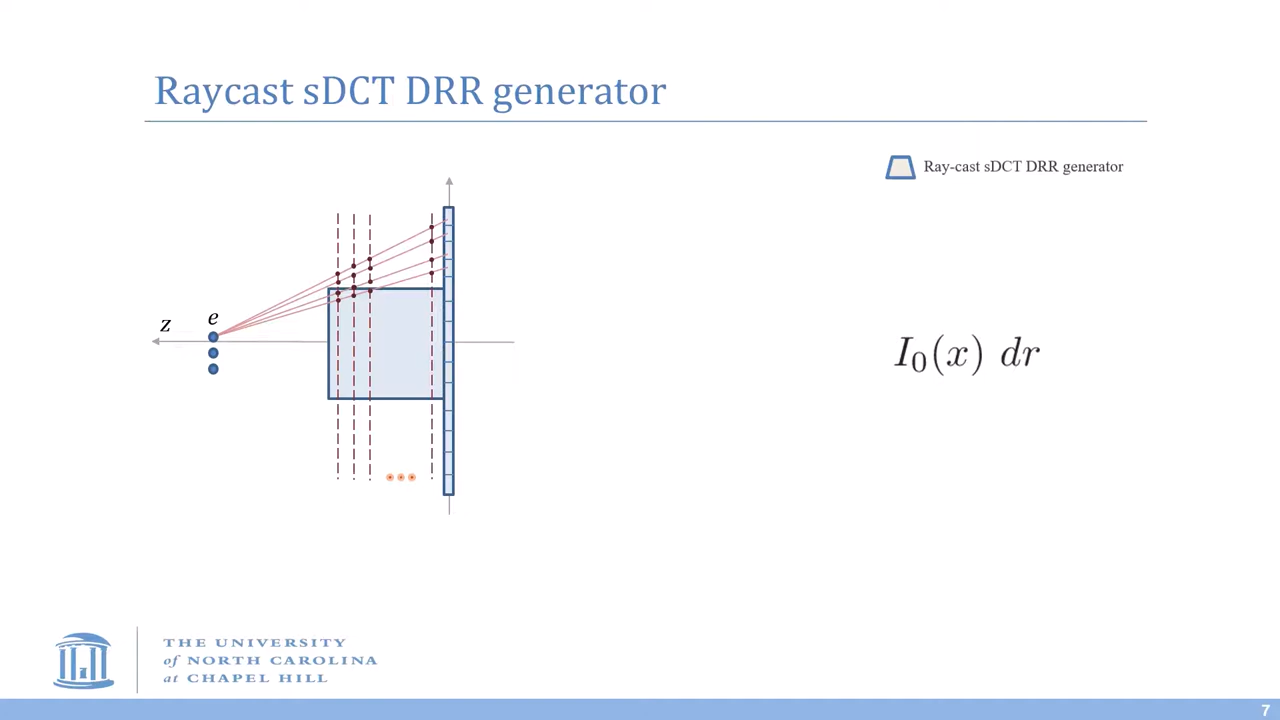 Raycast sDCT DRR generator
Ray-cast sDCT DRR generator
z
e
I₀(x) dr
THE UNIVERSITY
of NORTH CAROLINA
at CHAPEL HILL
7